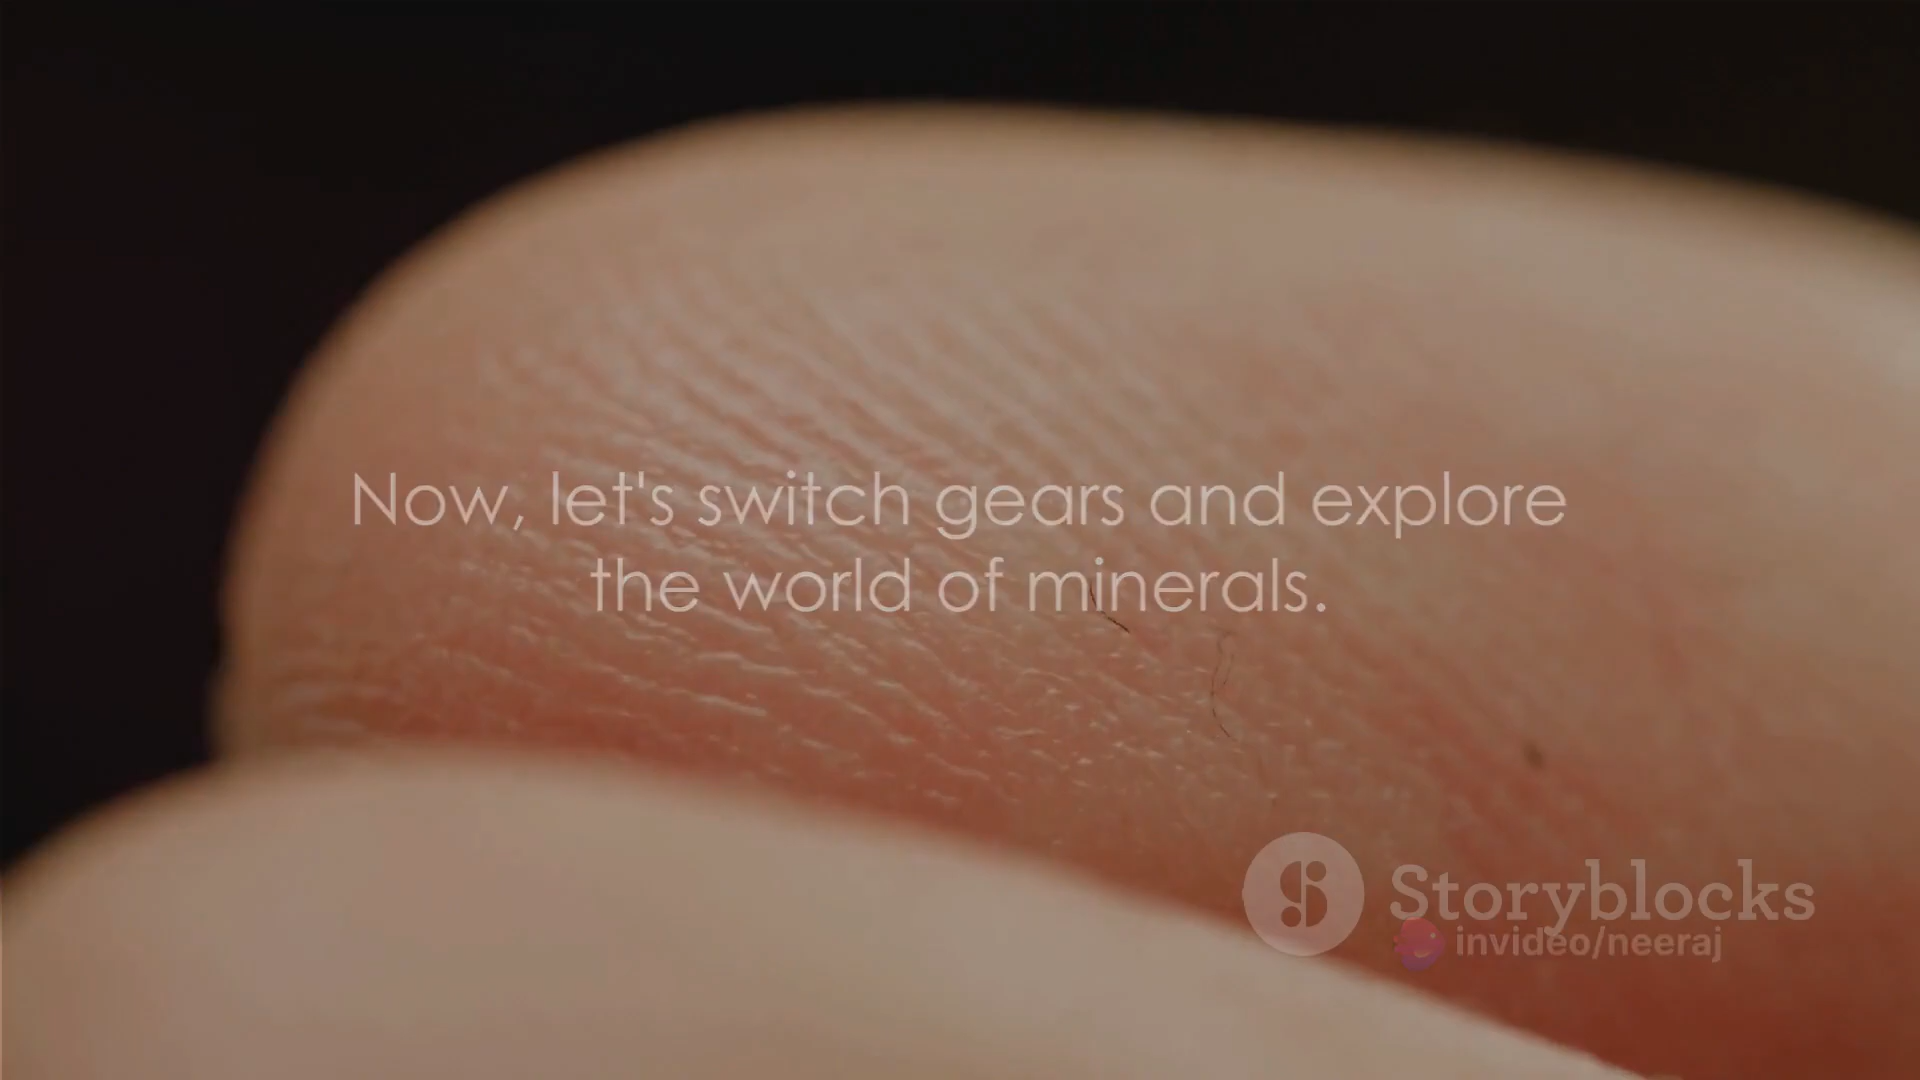 Now, let's switch gears and explore
the world of minerals.
Storyblocks
invideo/neeraj